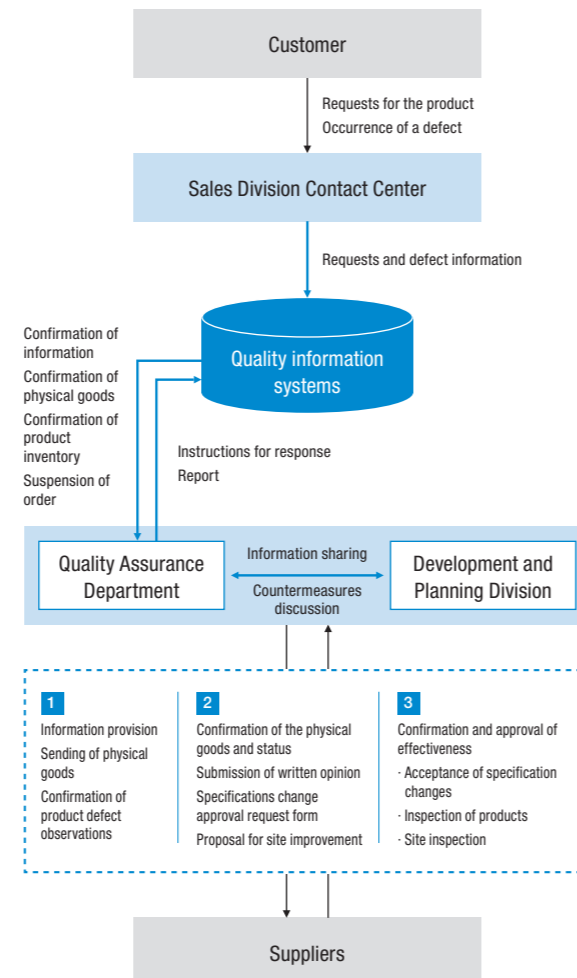 Customer
Requests for the product
Occurrence of a defect
Sales Division Contact Center
Requests and defect information
Quality information
systems
Confirmation of
information
Confirmation of
physical goods
Confirmation of
product
inventory
Suspension of
order
Instructions for response
Report
Quality Assurance
Department
Information sharing
Countermeasures
discussion
Development and
Planning Division
1
Information provision
Sending of physical
goods
Confirmation of
product defect
observations
2
Confirmation of the physical
goods and status
Submission of written opinion
Specifications change
approval request form
Proposal for site improvement
3
Confirmation and approval of
effectiveness
· Acceptance of specification
changes
· Inspection of products
· Site inspection
Suppliers